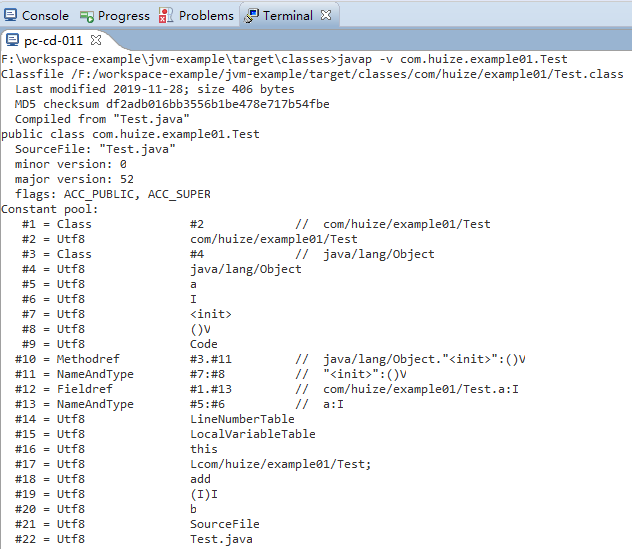 Console Progress Problems Terminal
pc-cd-011
F:\workspace-example\jvm-example\target\classes>javap -v com.huize.example01.Test
Classfile /F:/workspace-example/jvm-example/target/classes/com/huize/example01/Test.class
Last modified 2019-11-28; size 406 bytes
MD5 checksum df2adb016bb3556b1be478e717b54fbe
Compiled from "Test.java"
public class com.huize.example01.Test
SourceFile: "Test.java"
minor version: 0
major version: 52
flags: ACC_PUBLIC, ACC_SUPER
Constant pool:
#1 = Class #2 // com/huize/example01/Test
#2 = Utf8 com/huize/example01/Test
#3 = Class #4 // java/lang/Object
#4 = Utf8 java/lang/Object
#5 = Utf8 a
#6 = Utf8 I
#7 = Utf8 <init>
#8 = Utf8 ()V
#9 = Utf8 Code
#10 = Methodref #3.#11 // java/lang/Object."<init>":()V
#11 = NameAndType #7:#8 // "<init>":()V
#12 = Fieldref #1.#13 // com/huize/example01/Test.a:I
#13 = NameAndType #5:#6 // a:I
#14 = Utf8 LineNumberTable
#15 = Utf8 LocalVariableTable
#16 = Utf8 this
#17 = Utf8 Lcom/huize/example01/Test;
#18 = Utf8 add
#19 = Utf8 (I)I
#20 = Utf8 b
#21 = Utf8 SourceFile
#22 = Utf8 Test.java